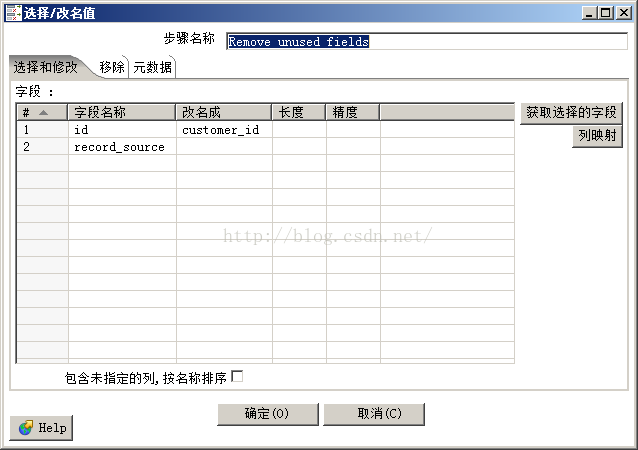 选择/改名值
步骤名称 Remove unused fields
选择和修改 移除 元数据
字段 :
# 字段名称 改名成 长度 精度
获取选择的字段
1 id customer_id
列映射
2 record_source
http://blog.csdn.net/
包含未指定的列,按名称排序
确定(O) 取消(C)
Help